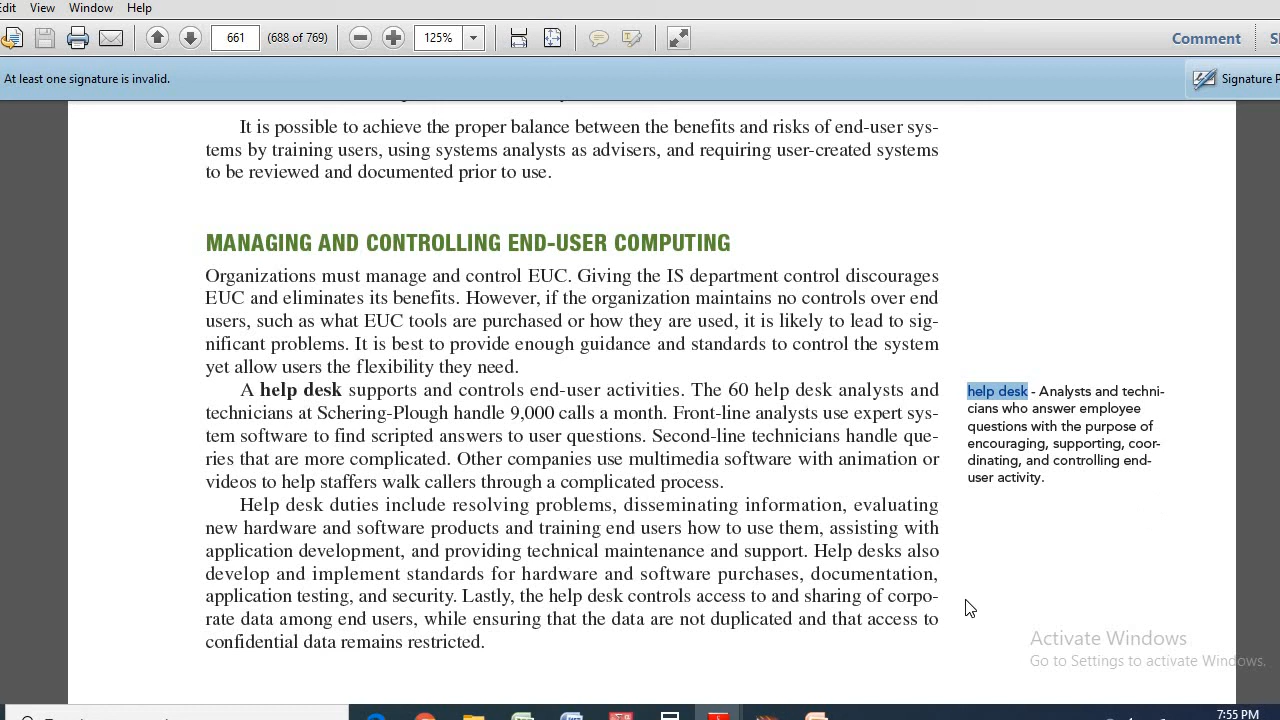 Edit View Window Help
661 (688 of 769) 125% Comment
At least one signature is invalid.
Signature
It is possible to achieve the proper balance between the benefits and risks of end-user sys-
tems by training users, using systems analysts as advisers, and requiring user-created systems
to be reviewed and documented prior to use.
MANAGING AND CONTROLLING END-USER COMPUTING
Organizations must manage and control EUC. Giving the IS department control discourages
EUC and eliminates its benefits. However, if the organization maintains no controls over end
users, such as what EUC tools are purchased or how they are used, it is likely to lead to sig-
nificant problems. It is best to provide enough guidance and standards to control the system
yet allow users the flexibility they need.
A help desk supports and controls end-user activities. The 60 help desk analysts and
technicians at Schering-Plough handle 9,000 calls a month. Front-line analysts use expert sys-
tem software to find scripted answers to user questions. Second-line technicians handle que-
ries that are more complicated. Other companies use multimedia software with animation or
videos to help staffers walk callers through a complicated process.
Help desk duties include resolving problems, disseminating information, evaluating
new hardware and software products and training end users how to use them, assisting with
application development, and providing technical maintenance and support. Help desks also
develop and implement standards for hardware and software purchases, documentation,
application testing, and security. Lastly, the help desk controls access to and sharing of corpo-
rate data among end users, while ensuring that the data are not duplicated and that access to
confidential data remains restricted.
help desk - Analysts and techni-
cians who answer employee
questions with the purpose of
encouraging, supporting, coor-
dinating, and controlling end-
user activity.
Activate Windows
Go to Settings to activate Windows.
7:55 PM